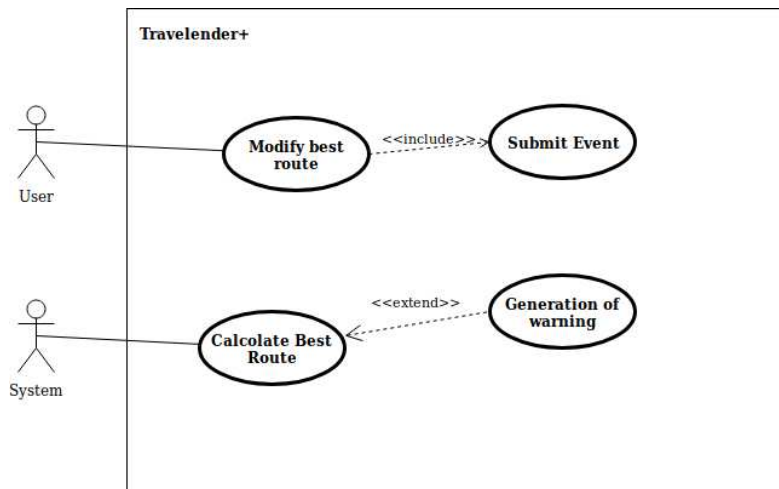 Travelender+
Modify best
route
<<include>>
Submit Event
User
<<extend>>
Generation of
warning
Calcolate Best
Route
System